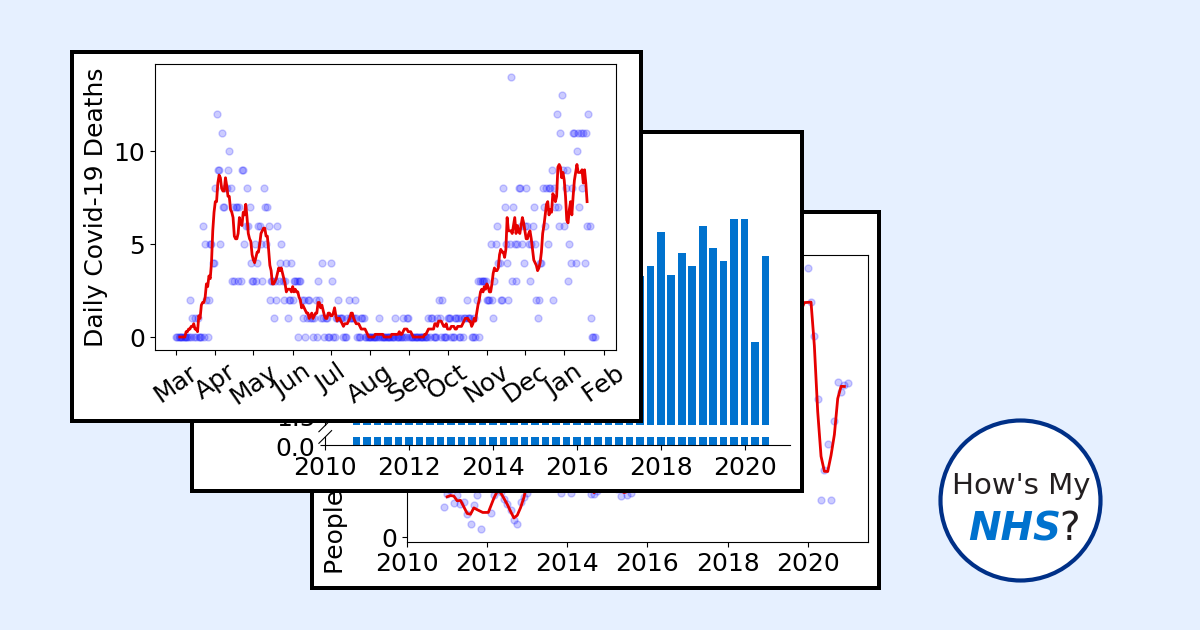 Daily Covid-19 Deaths
10
5
0
Mar Apr May Jun Jul Aug Sep Oct Nov Dec Jan Feb
0.0
2010 2012 2014 2016 2018 2020
People
0
2010 2012 2014 2016 2018 2020
How's My
NHS?